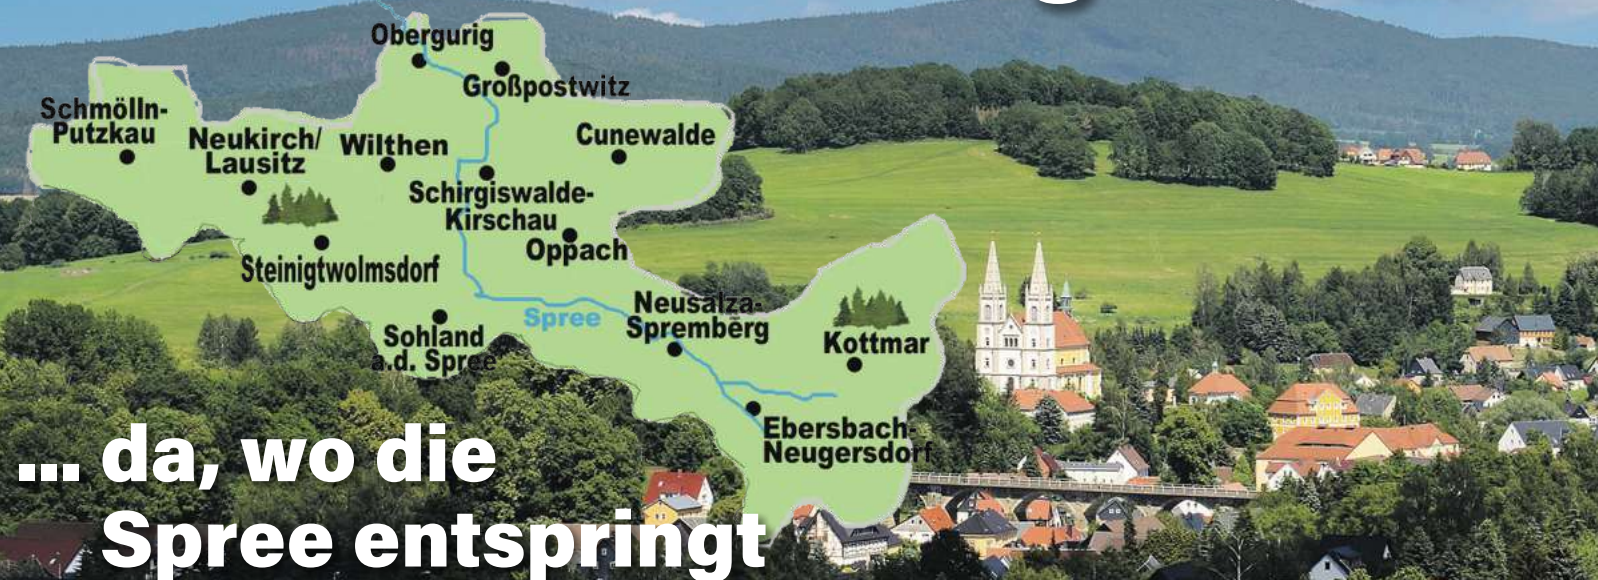 Obergurig
Großpostwitz
Schmölln-
Putzkau
Neukirch/
Lausitz
Wilthen
Cunewalde
Schirgiswalde-
Kirschau
Oppach
Steinigtwolmsdorf
Neusalza-
Spremberg
Spree
Sohland
a.d. Spree
Kottmar
Ebersbach-
Neugersdorf
... da, wo die
Spree entspringt